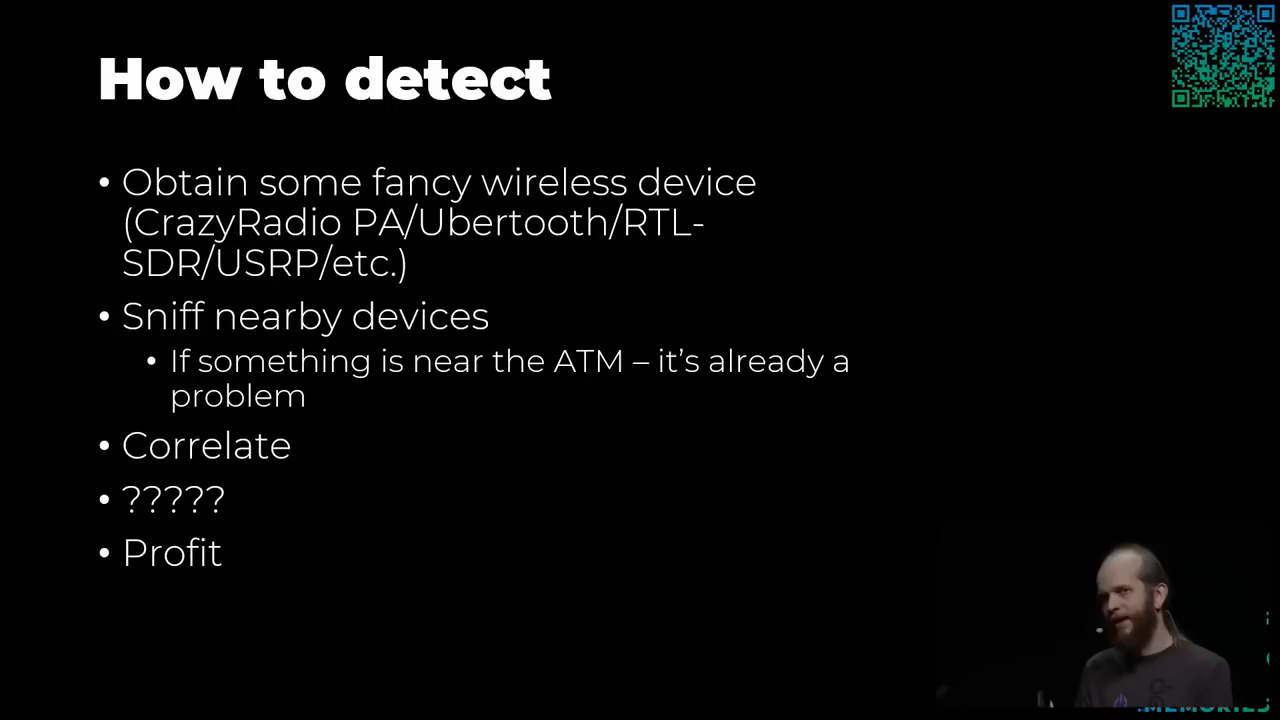 How to detect
• Obtain some fancy wireless device
(CrazyRadio PA/Ubertooth/RTL-
SDR/USRP/etc.)
• Sniff nearby devices
• If something is near the ATM – it’s already a
problem
• Correlate
• ?????
• Profit
:MEMORIES